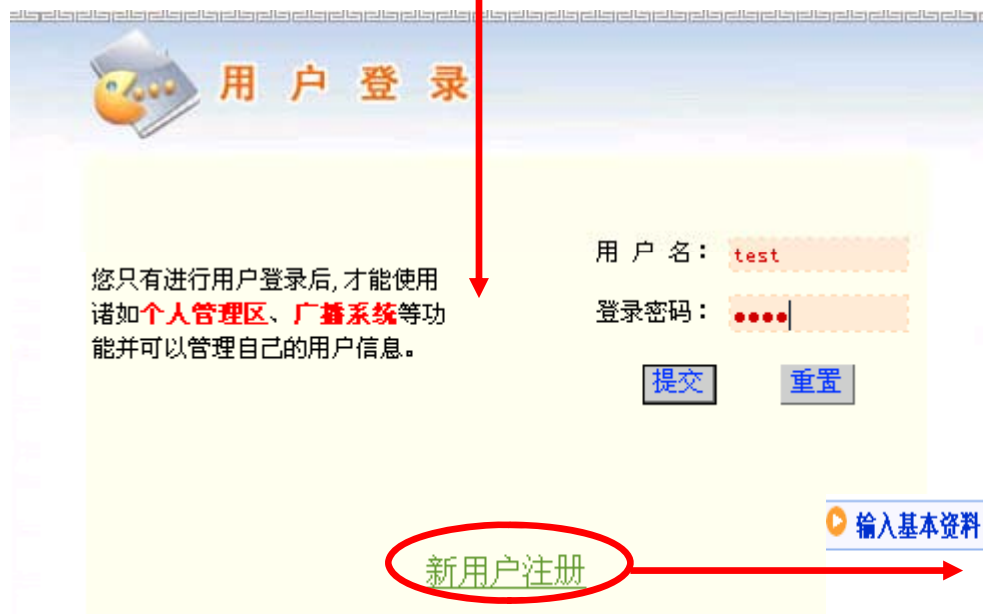 用 户 登 录
您只有进行用户登录后,才能使用
诸如个人管理区、广播系统等功
能并可以管理自己的用户信息。
用 户 名： test
登录密码： ●●●●
提交 重置
输入基本资料
新用户注册